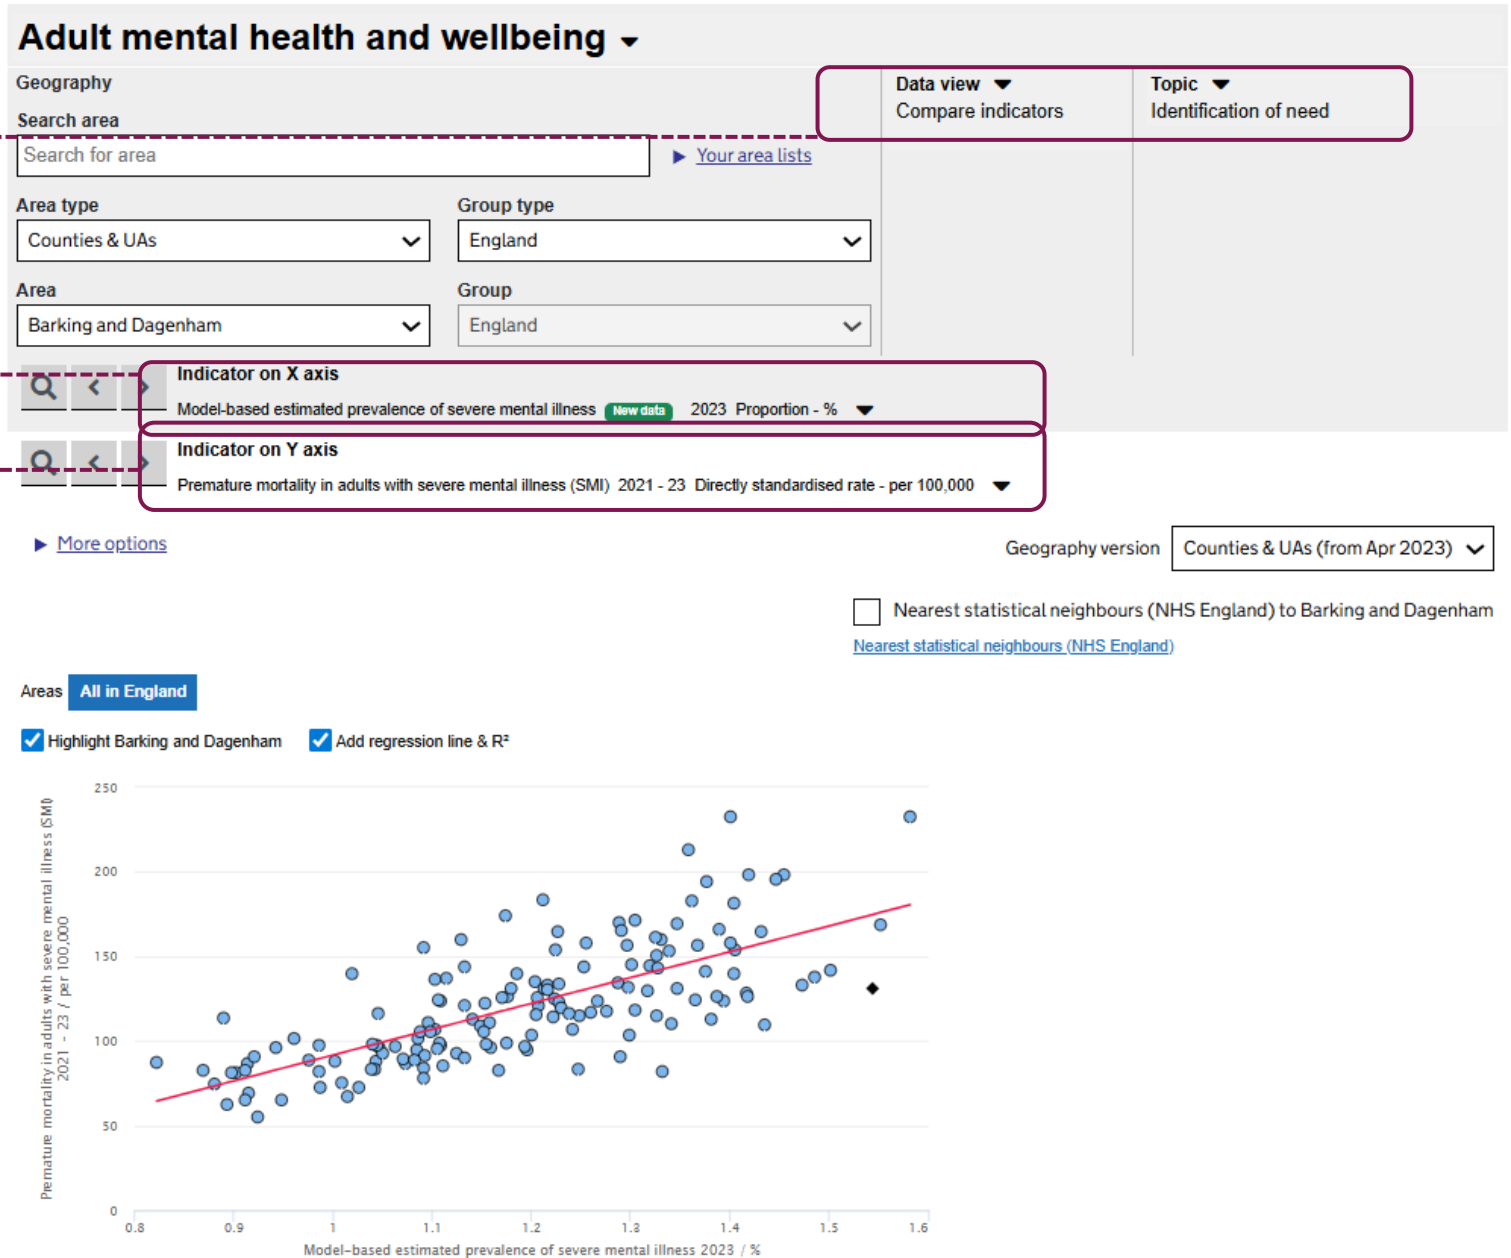 Adult mental health and wellbeing
Geography
Data view
Topic
Compare indicators
Identification of need
Search area
Search for area
Your area lists
Area type
Group type
Counties & UAs
England
Area
Group
Barking and Dagenham
England
Indicator on X axis
Model-based estimated prevalence of severe mental illness New data 2023 Proportion - %
Indicator on Y axis
Premature mortality in adults with severe mental illness (SMI) 2021 - 23 Directly standardised rate - per 100,000
More options
Geography version Counties & UAs (from Apr 2023)
Nearest statistical neighbours (NHS England) to Barking and Dagenham
Nearest statistical neighbours (NHS England)
Areas All in England
Highlight Barking and Dagenham Add regression line & R²
Premature mortality in adults with severe mental illness (SMI)
2021 - 23 / per 100,000
250
200
150
100
50
0
0.8 0.9 1 1.1 1.2 1.3 1.4 1.5 1.6
Model-based estimated prevalence of severe mental illness 2023 / %